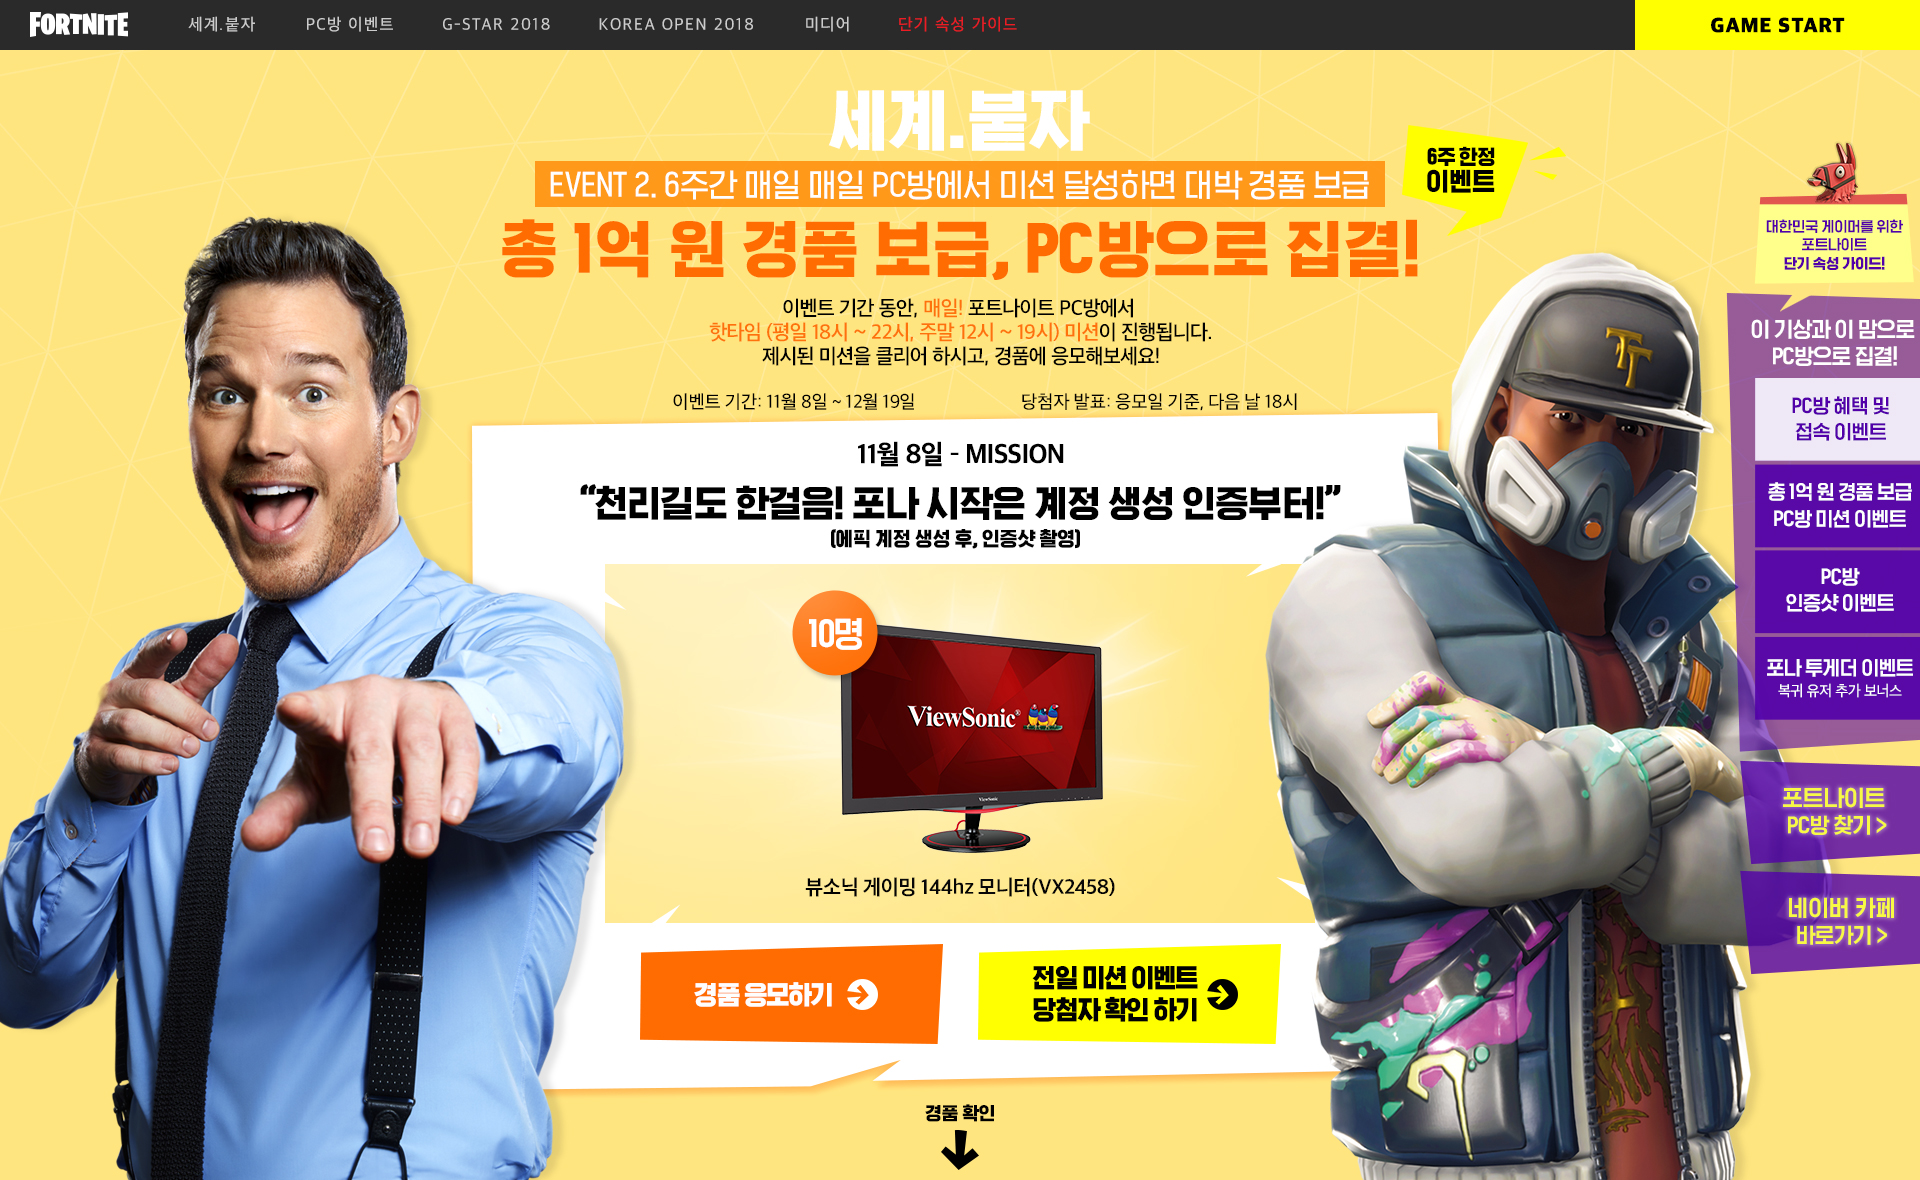 FORTNITE
세계.붙자
PC방 이벤트
G-STAR 2018
KOREA OPEN 2018
미디어
단기 속성 가이드
GAME START
세계.붙자
EVENT 2. 6주간 매일 매일 PC방에서 미션 달성하면 대박 경품 보급
6주 한정
이벤트
총 1억 원 경품 보급, PC방으로 집결!
이벤트 기간 동안, 매일! 포트나이트 PC방에서
핫타임 (평일 18시 ~ 22시, 주말 12시 ~ 19시) 미션이 진행됩니다.
제시된 미션을 클리어 하시고, 경품에 응모해보세요!
이벤트 기간: 11월 8일 ~ 12월 19일
당첨자 발표: 응모일 기준, 다음 날 18시
11월 8일 - MISSION
“천리길도 한걸음! 포나 시작은 계정 생성 인증부터!”
(에픽 계정 생성 후, 인증샷 촬영)
10명
ViewSonic®
ViewSonic
뷰소닉 게이밍 144hz 모니터(VX2458)
경품 응모하기
전일 미션 이벤트
당첨자 확인 하기
경품 확인
TT
대한민국 게이머를 위한
포트나이트
단기 속성 가이드!
이 기상과 이 맘으로
PC방으로 집결!
PC방 혜택 및
접속 이벤트
총 1억 원 경품 보급
PC방 미션 이벤트
PC방
인증샷 이벤트
포나 투게더 이벤트
복귀 유저 추가 보너스
포트나이트
PC방 찾기 >
네이버 카페
바로가기 >